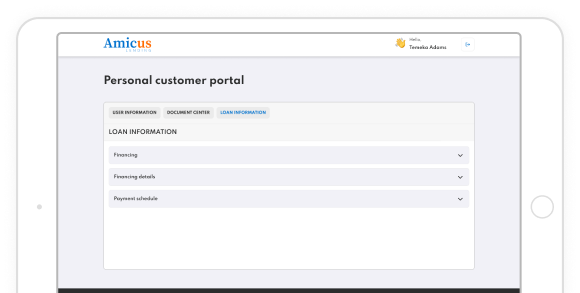 Amicus
LENDING
Hello,
Temeka Adams
Personal customer portal
USER INFORMATION
DOCUMENT CENTER
LOAN INFORMATION
LOAN INFORMATION
Financing
Financing details
Payment schedule